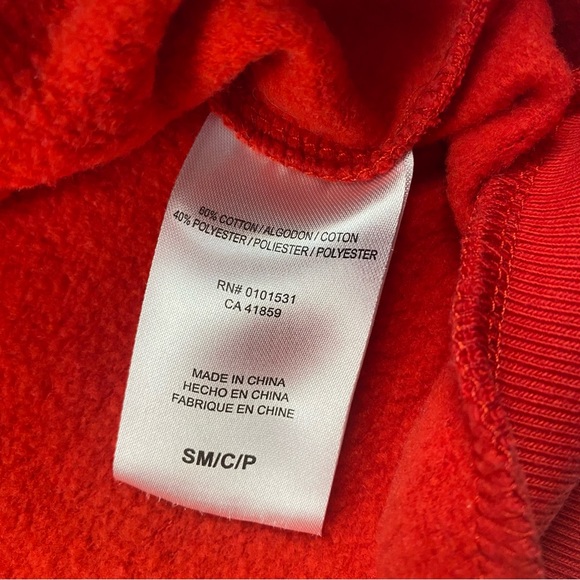 60% COTTON / ALGODON / COTON
40% POLYESTER / POLIESTER / POLYESTER
RN# 0101531
CA 41859
MADE IN CHINA
HECHO EN CHINA
FABRIQUE EN CHINE
SM/C/P